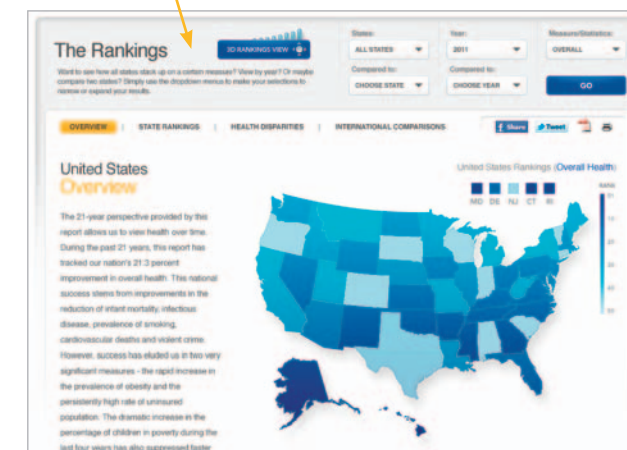 The Rankings
3D RANKINGS VIEW
Want to see how all states stack up on a certain measure? View by year? Or maybe
compare two states? Simply use the dropdown menus to make your selections to
narrow or expand your results.
States:
ALL STATES
Compared to:
CHOOSE STATE
Year:
2011
Compared to:
CHOOSE YEAR
Measure/Statistics:
OVERALL
GO
OVERVIEW | STATE RANKINGS | HEALTH DISPARITIES | INTERNATIONAL COMPARISONS
Share
Tweet
United States
Overview
The 21-year perspective provided by this
report allows us to view health over time.
During the past 21 years, this report has
tracked our nation's 21.3 percent
improvement in overall health. This national
success stems from improvements in the
reduction of infant mortality, infectious
disease, prevalence of smoking,
cardiovascular deaths and violent crime.
However, success has eluded us in two very
significant measures - the rapid increase in
the prevalence of obesity and the
persistently high rate of uninsured
population. The dramatic increase in the
percentage of children in poverty during the
last four years has also suppressed faster
United States Rankings (Overall Health)
MD DE NJ CT RI
RANK